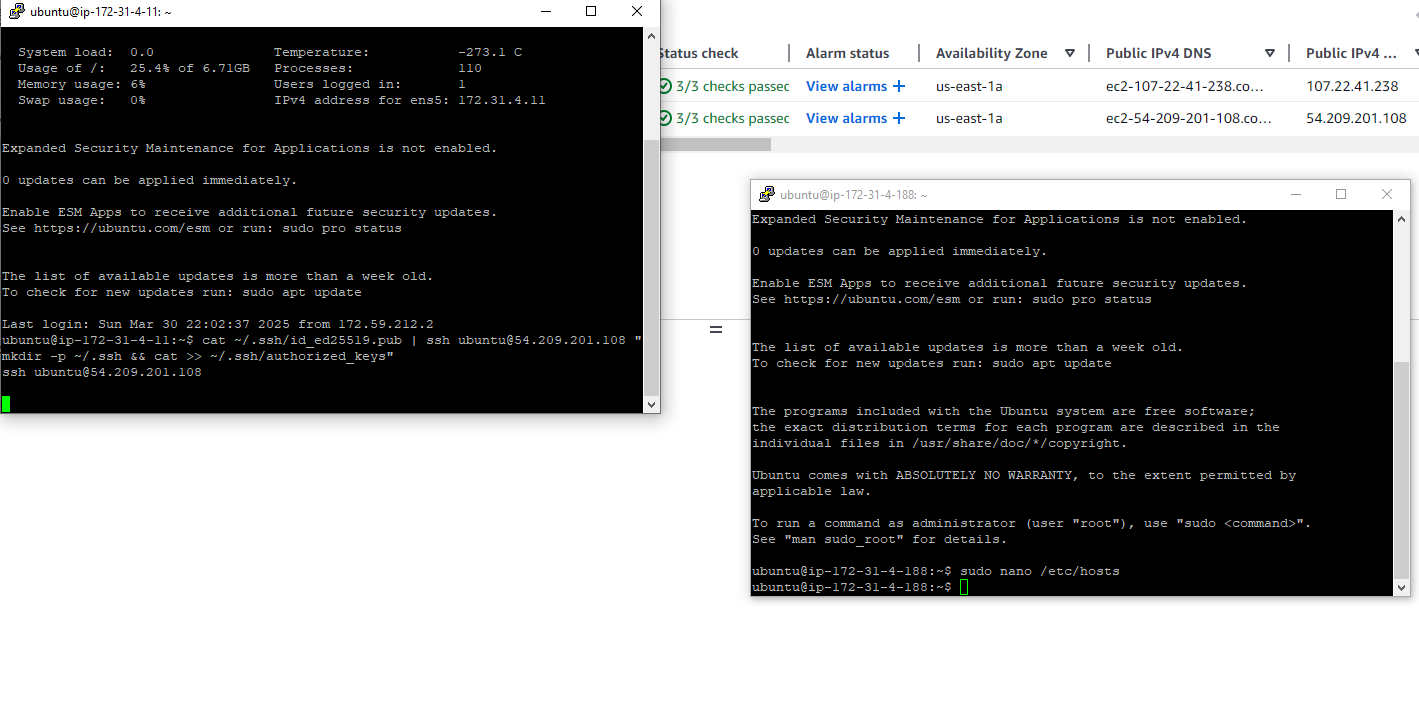 ubuntu@ip-172-31-4-11: ~
System load:  0.0               Temperature:           -273.1 C
Usage of /:   25.4% of 6.71GB   Processes:             110
Memory usage: 6%                Users logged in:       1
Swap usage:   0%                IPv4 address for ens5: 172.31.4.11
Expanded Security Maintenance for Applications is not enabled.
0 updates can be applied immediately.
Enable ESM Apps to receive additional future security updates.
See https://ubuntu.com/esm or run: sudo pro status
The list of available updates is more than a week old.
To check for new updates run: sudo apt update
Last login: Sun Mar 30 22:02:37 2025 from 172.59.212.2
ubuntu@ip-172-31-4-11:~$ cat ~/.ssh/id_ed25519.pub | ssh ubuntu@54.209.201.108 "
mkdir -p ~/.ssh && cat >> ~/.ssh/authorized_keys"
ssh ubuntu@54.209.201.108
Status check Alarm status Availability Zone Public IPv4 DNS Public IPv4 ...
3/3 checks passed View alarms + us-east-1a ec2-107-22-41-238.co... 107.22.41.238
3/3 checks passed View alarms + us-east-1a ec2-54-209-201-108.co... 54.209.201.108
ubuntu@ip-172-31-4-188: ~
Expanded Security Maintenance for Applications is not enabled.
0 updates can be applied immediately.
Enable ESM Apps to receive additional future security updates.
See https://ubuntu.com/esm or run: sudo pro status
The list of available updates is more than a week old.
To check for new updates run: sudo apt update
The programs included with the Ubuntu system are free software;
the exact distribution terms for each program are described in the
individual files in /usr/share/doc/*/copyright.
Ubuntu comes with ABSOLUTELY NO WARRANTY, to the extent permitted by
applicable law.
To run a command as administrator (user "root"), use "sudo <command>".
See "man sudo_root" for details.
ubuntu@ip-172-31-4-188:~$ sudo nano /etc/hosts
ubuntu@ip-172-31-4-188:~$